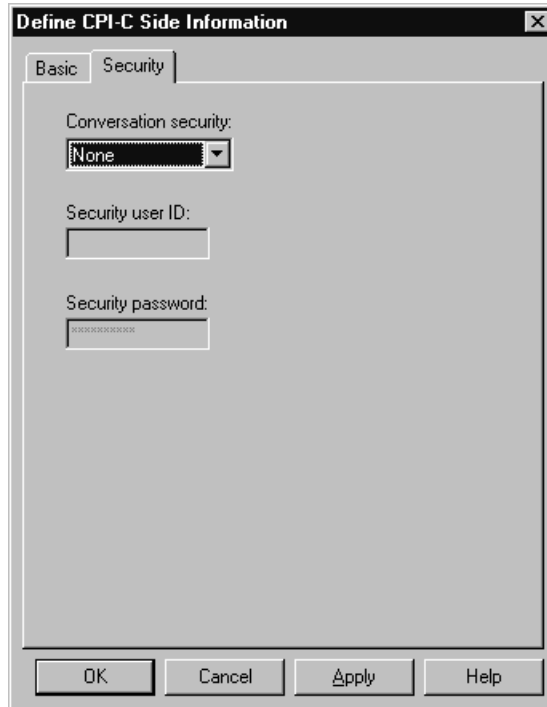 Define CPI-C Side Information
Basic Security
Conversation security:
None
Security user ID:
Security password:
××××××××××
OK Cancel Apply Help